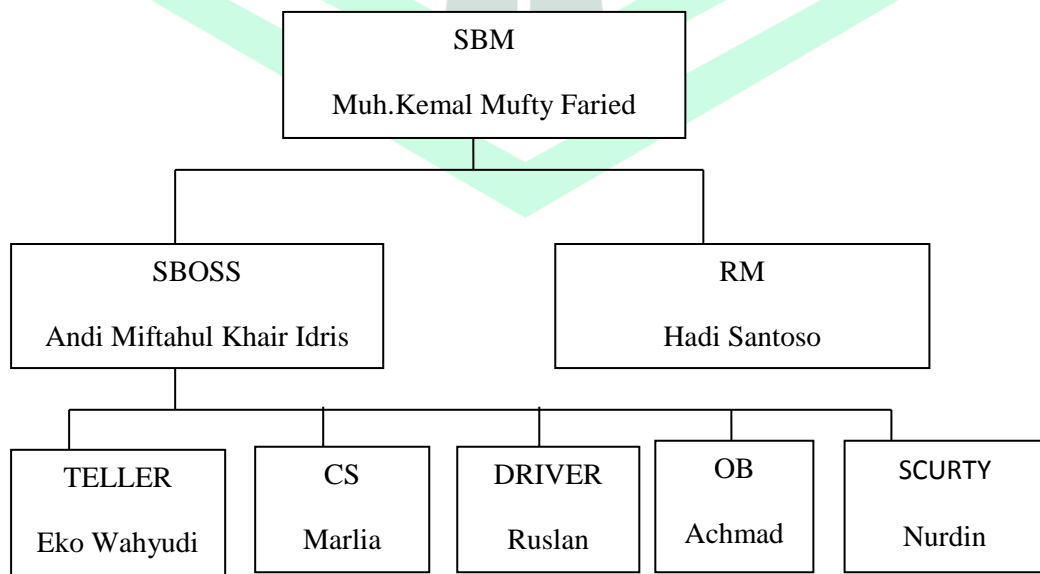 SBM
Muh.Kemal Mufty Faried
SBOSS
Andi Miftahul Khair Idris
RM
Hadi Santoso
TELLER
Eko Wahyudi
CS
Marlia
DRIVER
Ruslan
OB
Achmad
SCURTY
Nurdin